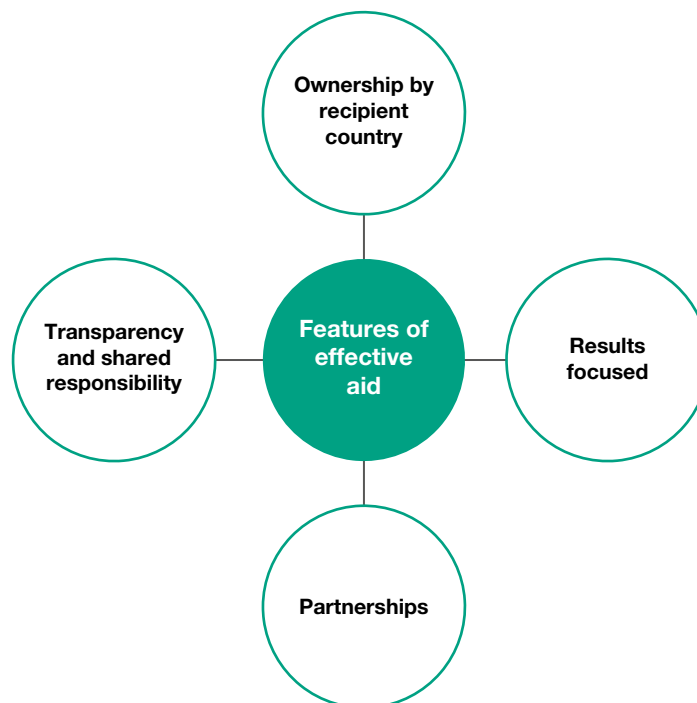 Ownership by
recipient
country
Transparency
and shared
responsibility
Features of
effective
aid
Results
focused
Partnerships